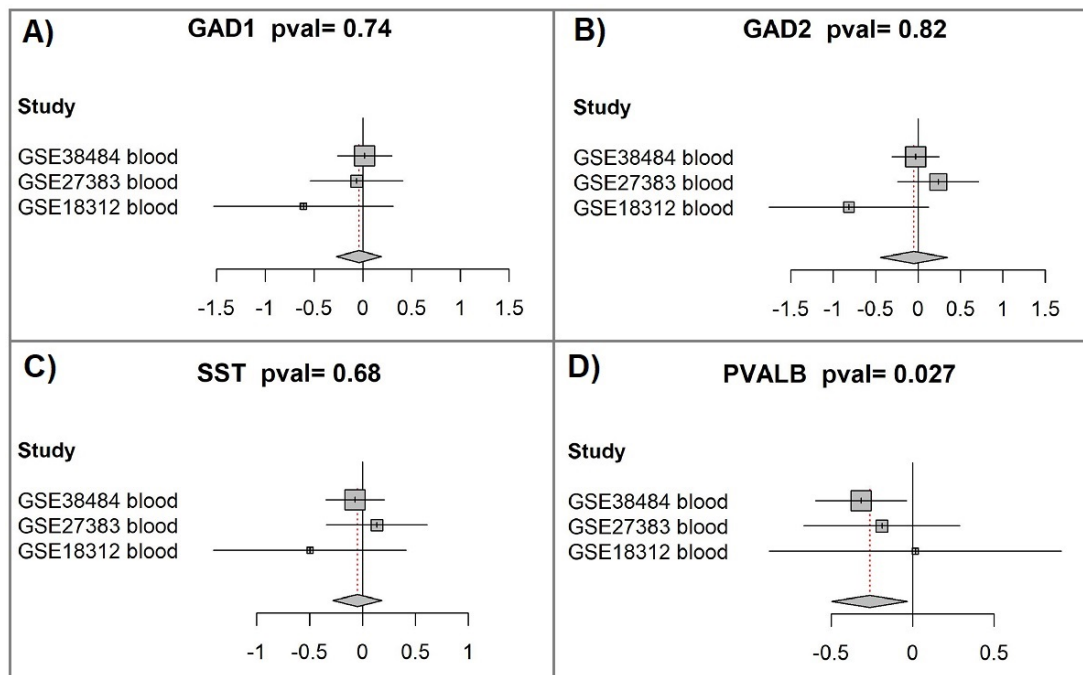 A) GAD1 pval= 0.74
Study
GSE38484 blood
GSE27383 blood
GSE18312 blood
-1.5 -1 -0.5 0 0.5 1 1.5
B) GAD2 pval= 0.82
Study
GSE38484 blood
GSE27383 blood
GSE18312 blood
-1.5 -1 -0.5 0 0.5 1 1.5
C) SST pval= 0.68
Study
GSE38484 blood
GSE27383 blood
GSE18312 blood
-1 -0.5 0 0.5 1
D) PVALB pval= 0.027
Study
GSE38484 blood
GSE27383 blood
GSE18312 blood
-0.5 0 0.5